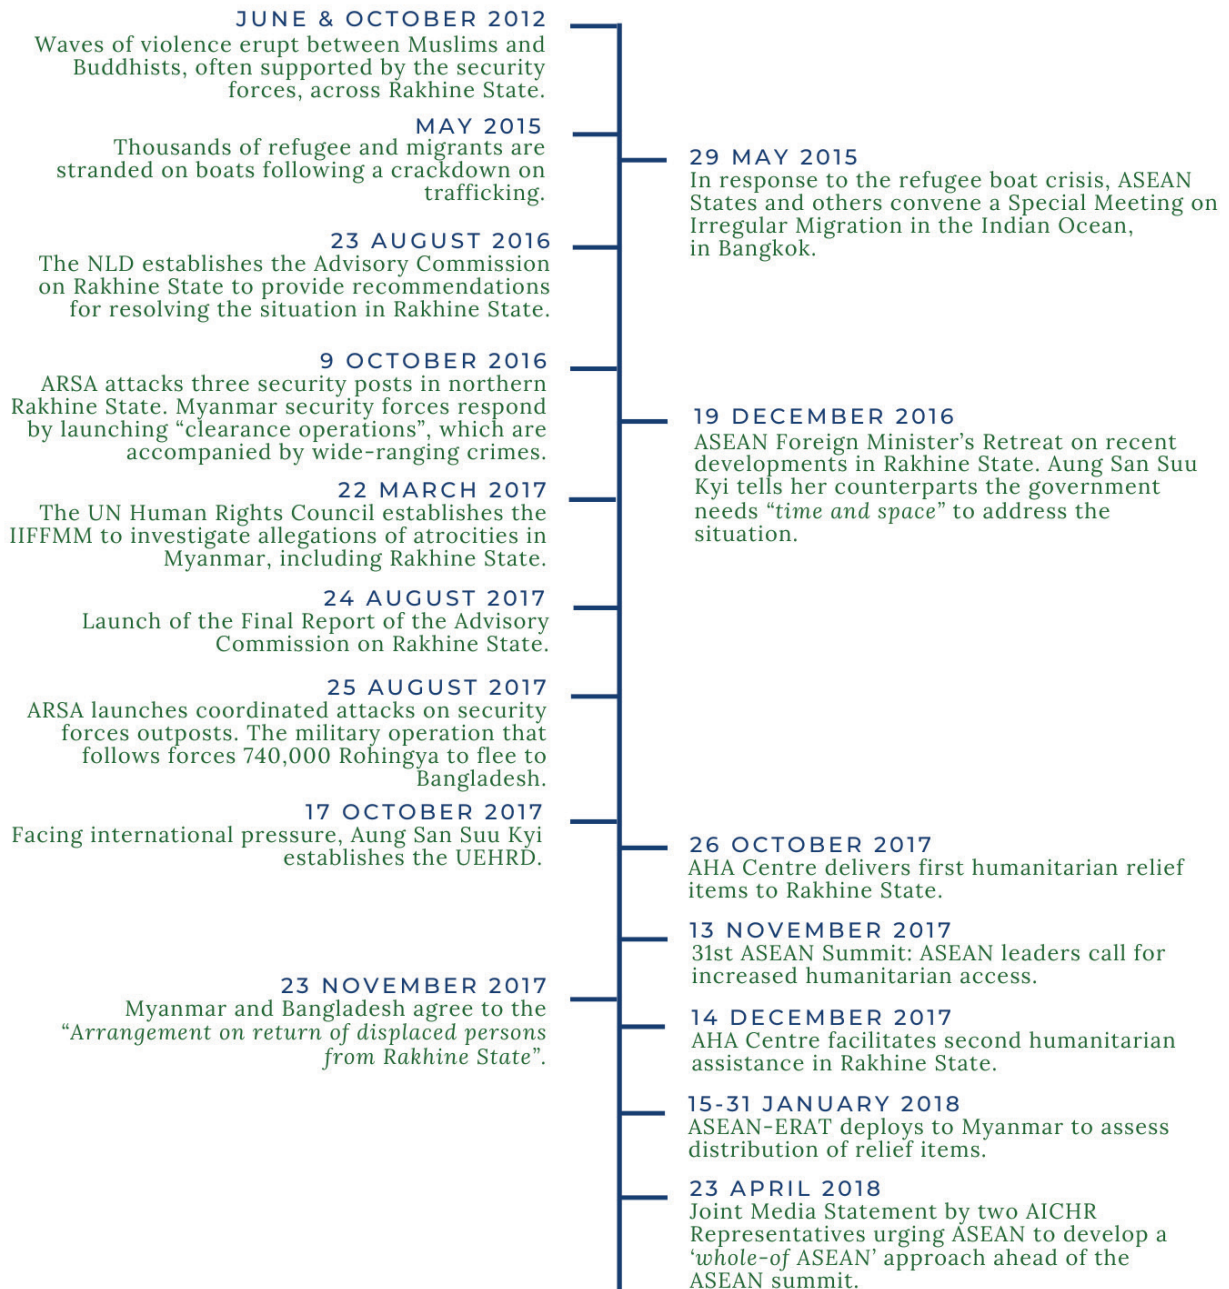 JUNE & OCTOBER 2012
Waves of violence erupt between Muslims and
Buddhists, often supported by the security
forces, across Rakhine State.
MAY 2015
Thousands of refugee and migrants are
stranded on boats following a crackdown on
trafficking.
29 MAY 2015
In response to the refugee boat crisis, ASEAN
States and others convene a Special Meeting on
Irregular Migration in the Indian Ocean,
in Bangkok.
23 AUGUST 2016
The NLD establishes the Advisory Commission
on Rakhine State to provide recommendations
for resolving the situation in Rakhine State.
9 OCTOBER 2016
ARSA attacks three security posts in northern
Rakhine State. Myanmar security forces respond
by launching “clearance operations”, which are
accompanied by wide-ranging crimes.
19 DECEMBER 2016
ASEAN Foreign Minister’s Retreat on recent
developments in Rakhine State. Aung San Suu
Kyi tells her counterparts the government
needs “time and space” to address the
situation.
22 MARCH 2017
The UN Human Rights Council establishes the
IIFFMM to investigate allegations of atrocities in
Myanmar, including Rakhine State.
24 AUGUST 2017
Launch of the Final Report of the Advisory
Commission on Rakhine State.
25 AUGUST 2017
ARSA launches coordinated attacks on security
forces outposts. The military operation that
follows forces 740,000 Rohingya to flee to
Bangladesh.
17 OCTOBER 2017
Facing international pressure, Aung San Suu Kyi
establishes the UEHRD.
26 OCTOBER 2017
AHA Centre delivers first humanitarian relief
items to Rakhine State.
13 NOVEMBER 2017
31st ASEAN Summit: ASEAN leaders call for
increased humanitarian access.
23 NOVEMBER 2017
Myanmar and Bangladesh agree to the
“Arrangement on return of displaced persons
from Rakhine State”.
14 DECEMBER 2017
AHA Centre facilitates second humanitarian
assistance in Rakhine State.
15-31 JANUARY 2018
ASEAN-ERAT deploys to Myanmar to assess
distribution of relief items.
23 APRIL 2018
Joint Media Statement by two AICHR
Representatives urging ASEAN to develop a
‘whole-of ASEAN’ approach ahead of the
ASEAN summit.